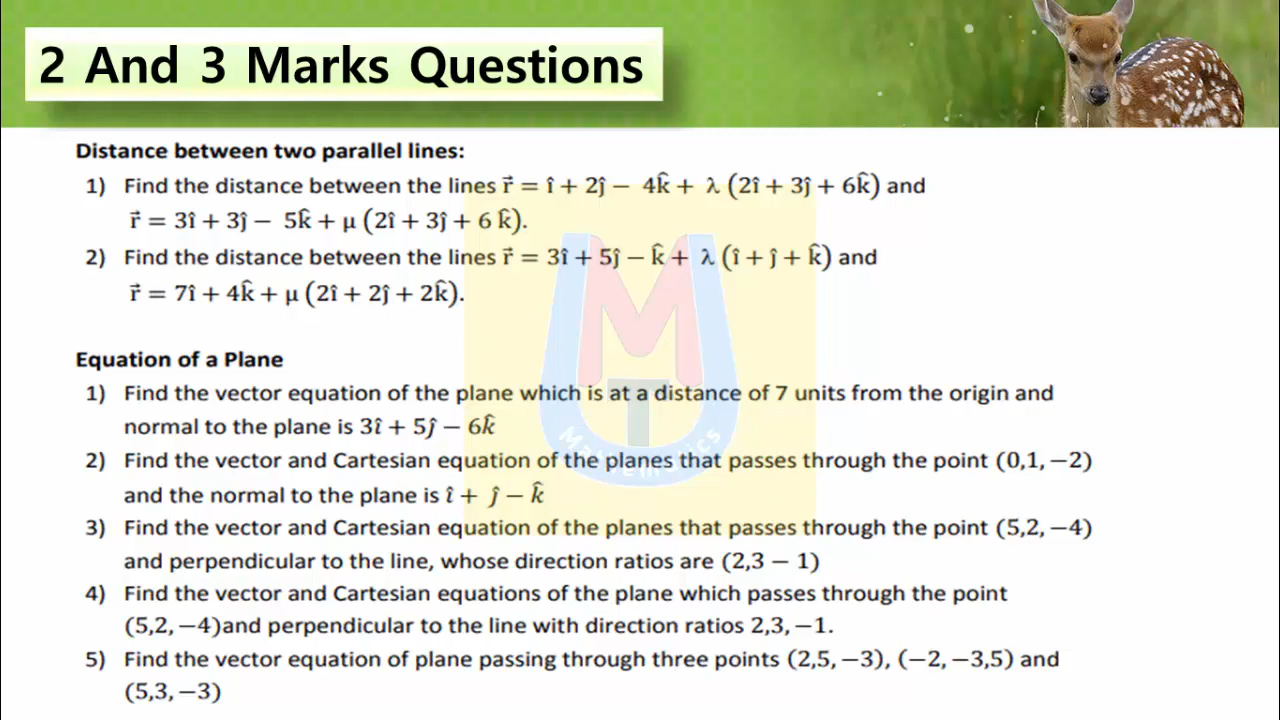 2 And 3 Marks Questions
Distance between two parallel lines:
1) Find the distance between the lines r⃗ = î + 2ĵ − 4k̂ + λ (2î + 3ĵ + 6k̂) and
r⃗ = 3î + 3ĵ − 5k̂ + μ (2î + 3ĵ + 6 k̂).
2) Find the distance between the lines r⃗ = 3î + 5ĵ − k̂ + λ (î + ĵ + k̂) and
r⃗ = 7î + 4k̂ + μ (2î + 2ĵ + 2k̂).
Equation of a Plane
1) Find the vector equation of the plane which is at a distance of 7 units from the origin and
normal to the plane is 3î + 5ĵ − 6k̂
2) Find the vector and Cartesian equation of the planes that passes through the point (0,1,−2)
and the normal to the plane is î + ĵ − k̂
3) Find the vector and Cartesian equation of the planes that passes through the point (5,2,−4)
and perpendicular to the line, whose direction ratios are (2,3 − 1)
4) Find the vector and Cartesian equations of the plane which passes through the point
(5,2,−4)and perpendicular to the line with direction ratios 2,3,−1.
5) Find the vector equation of plane passing through three points (2,5,−3), (−2,−3,5) and
(5,3,−3)
UMT
Mathematics